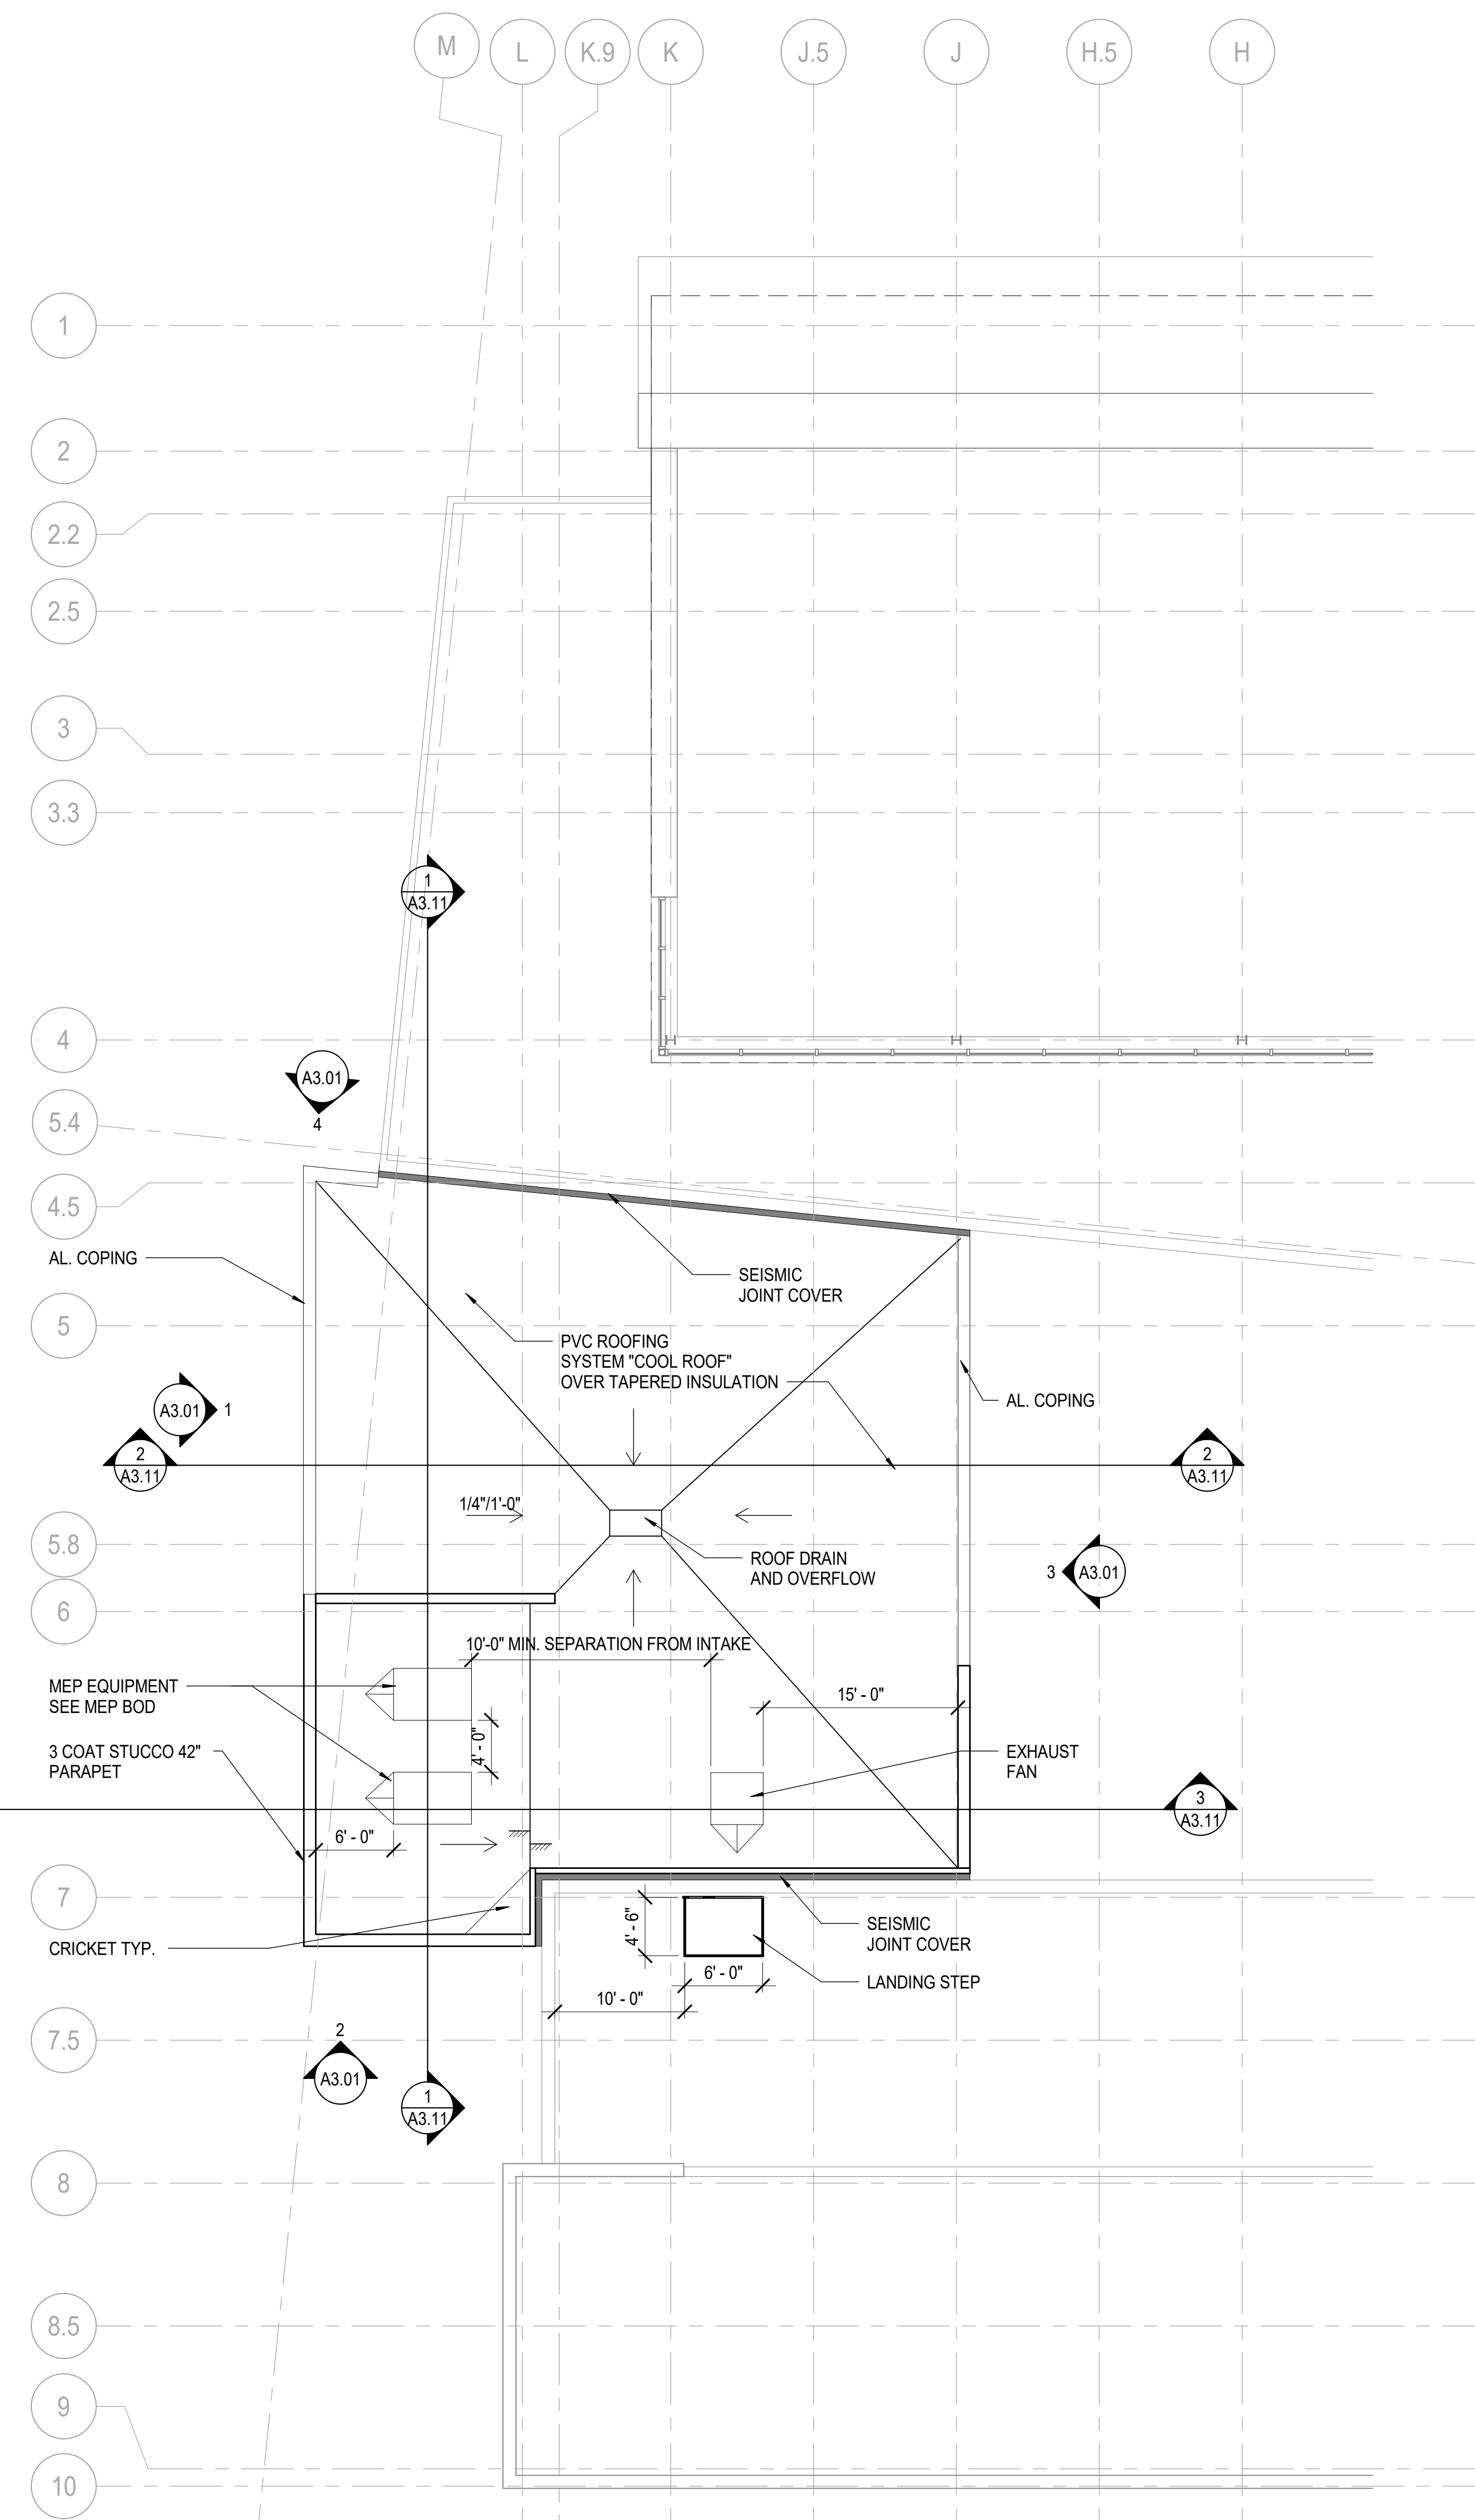 M
L
K.9
K
J.5
J
H.5
H
1
2
2.2
2.5
3
3.3
1
A3.11
4
A3.01
4
5.4
4.5
AL. COPING
SEISMIC
JOINT COVER
5
PVC ROOFING
SYSTEM "COOL ROOF"
OVER TAPERED INSULATION
AL. COPING
A3.01
1
2
A3.11
2
A3.11
1/4"/1'-0"
5.8
ROOF DRAIN
AND OVERFLOW
3
A3.01
6
10'-0" MIN. SEPARATION FROM INTAKE
MEP EQUIPMENT
SEE MEP BOD
15' - 0"
4' - 0"
3 COAT STUCCO 42"
PARAPET
EXHAUST
FAN
3
A3.11
6' - 0"
7
4' - 6"
SEISMIC
JOINT COVER
CRICKET TYP.
6' - 0"
LANDING STEP
10' - 0"
7.5
2
A3.01
1
A3.11
8
8.5
9
10